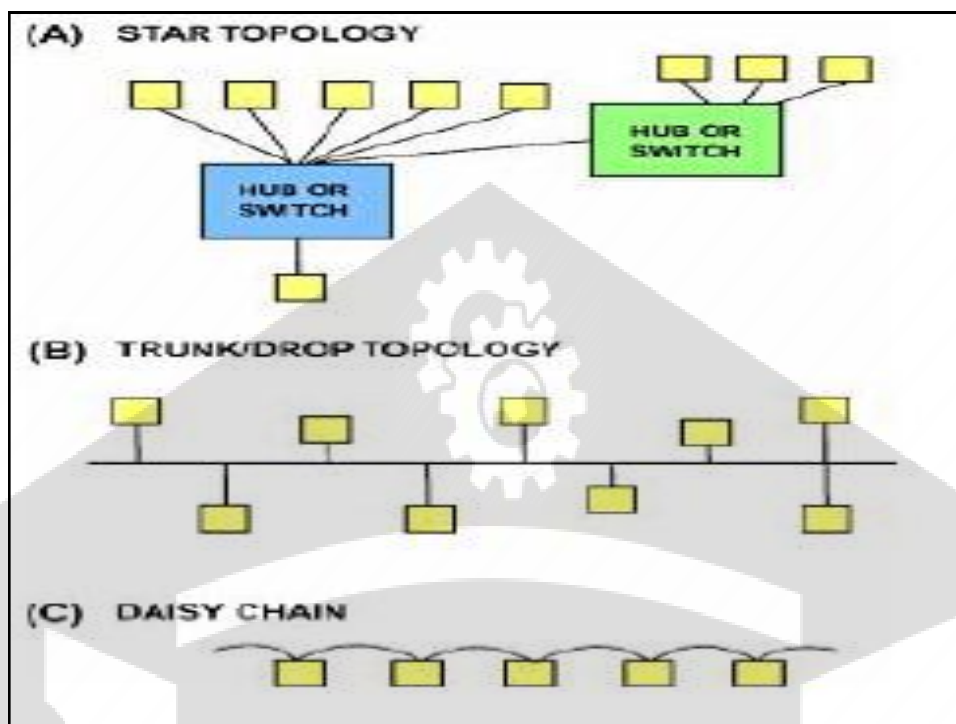 (A) STAR TOPOLOGY
HUB OR
SWITCH
HUB OR
SWITCH
(B) TRUNK/DROP TOPOLOGY
(C) DAISY CHAIN